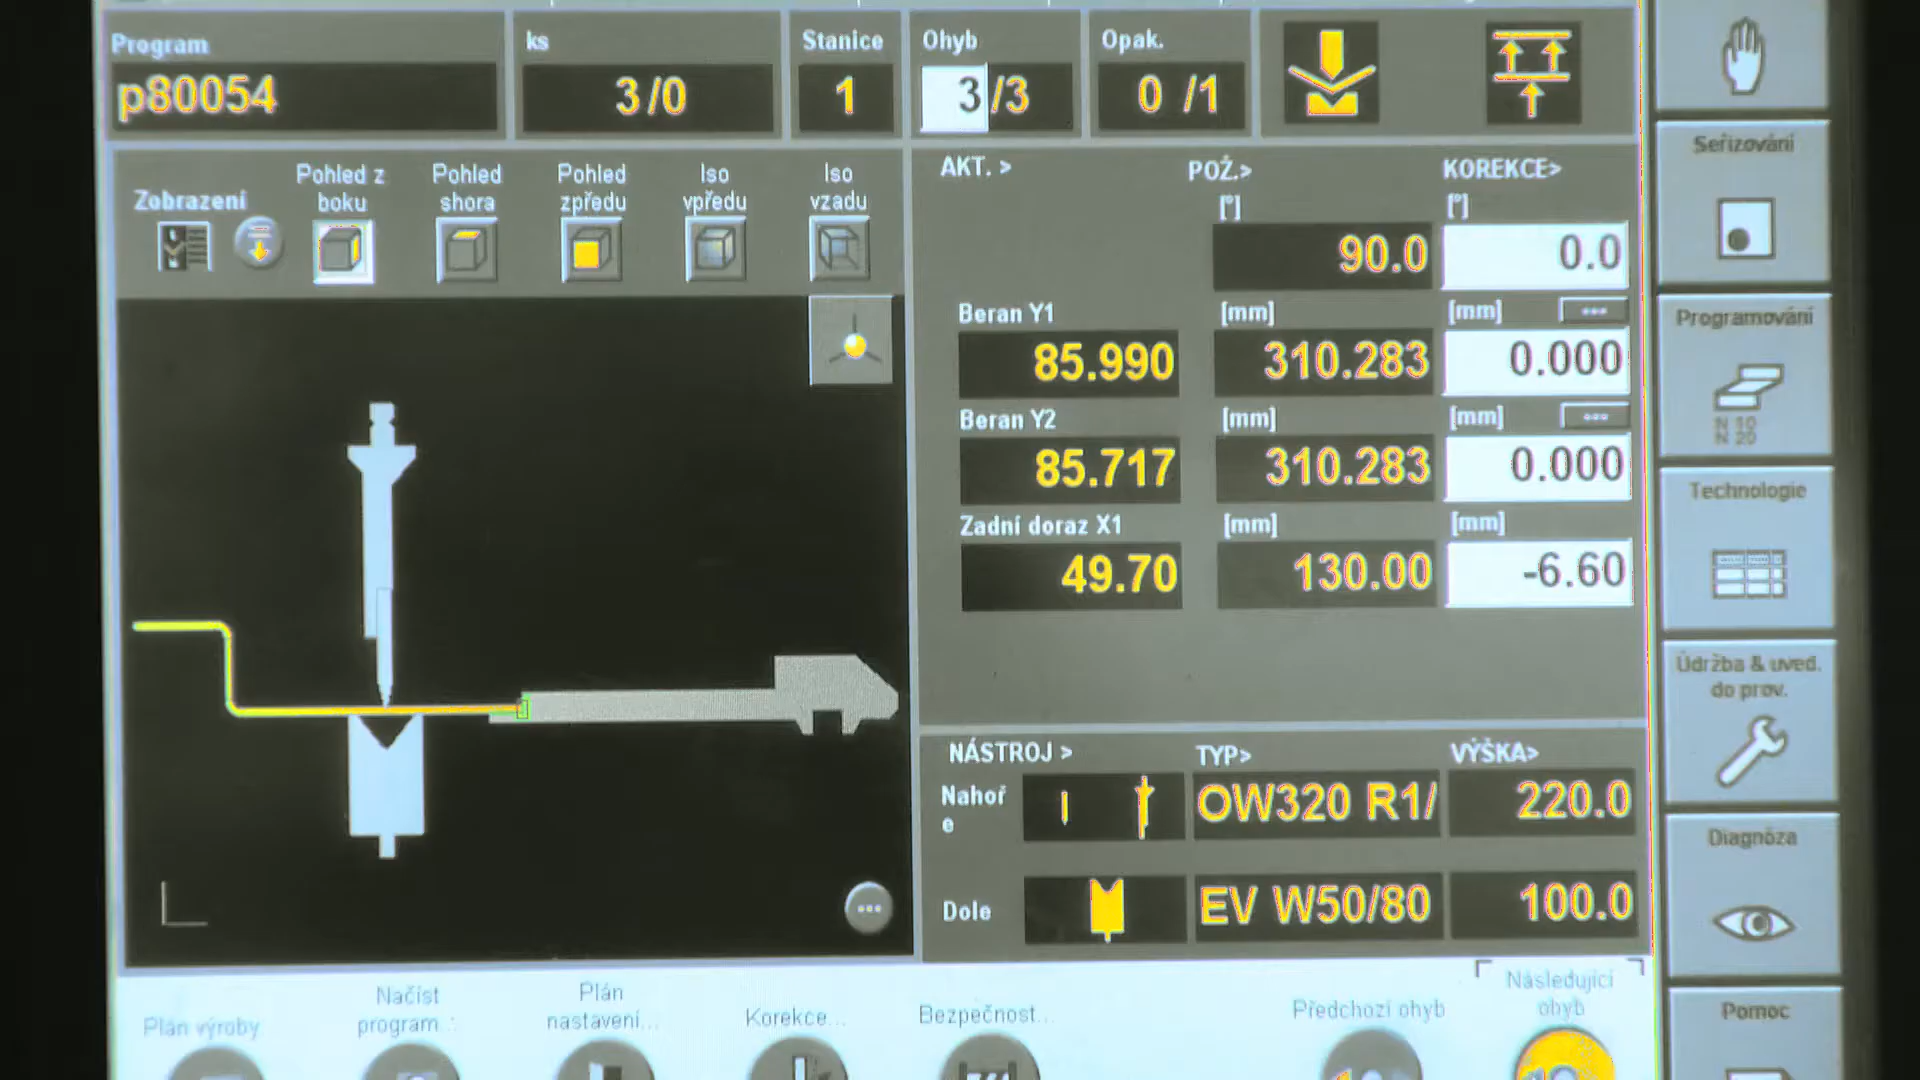 Program
ks
Stanice
Ohyb
Opak.
p80054
3/0
1
3/3
0 /1
Zobrazení
Pohled z
boku
Pohled
shora
Pohled
zpředu
Iso
vpředu
Iso
vzadu
AKT. >
POŽ.>
KOREKCE>
[°]
[°]
90.0
0.0
Beran Y1
[mm]
[mm]
85.990
310.283
0.000
Beran Y2
[mm]
[mm]
85.717
310.283
0.000
Zadní doraz X1
[mm]
[mm]
49.70
130.00
-6.60
NÁSTROJ >
TYP>
VÝŠKA>
Nahoř
e
OW320 R1/
220.0
Dole
EV W50/80
100.0
Seřizování
Programování
N 10
N 20
Technologie
Údržba & uved.
do prov.
Diagnóza
Pomoc
Plán výroby
Načíst
program
Plán
nastavení...
Korekce...
Bezpečnost...
Předchozí ohyb
Následující
ohyb